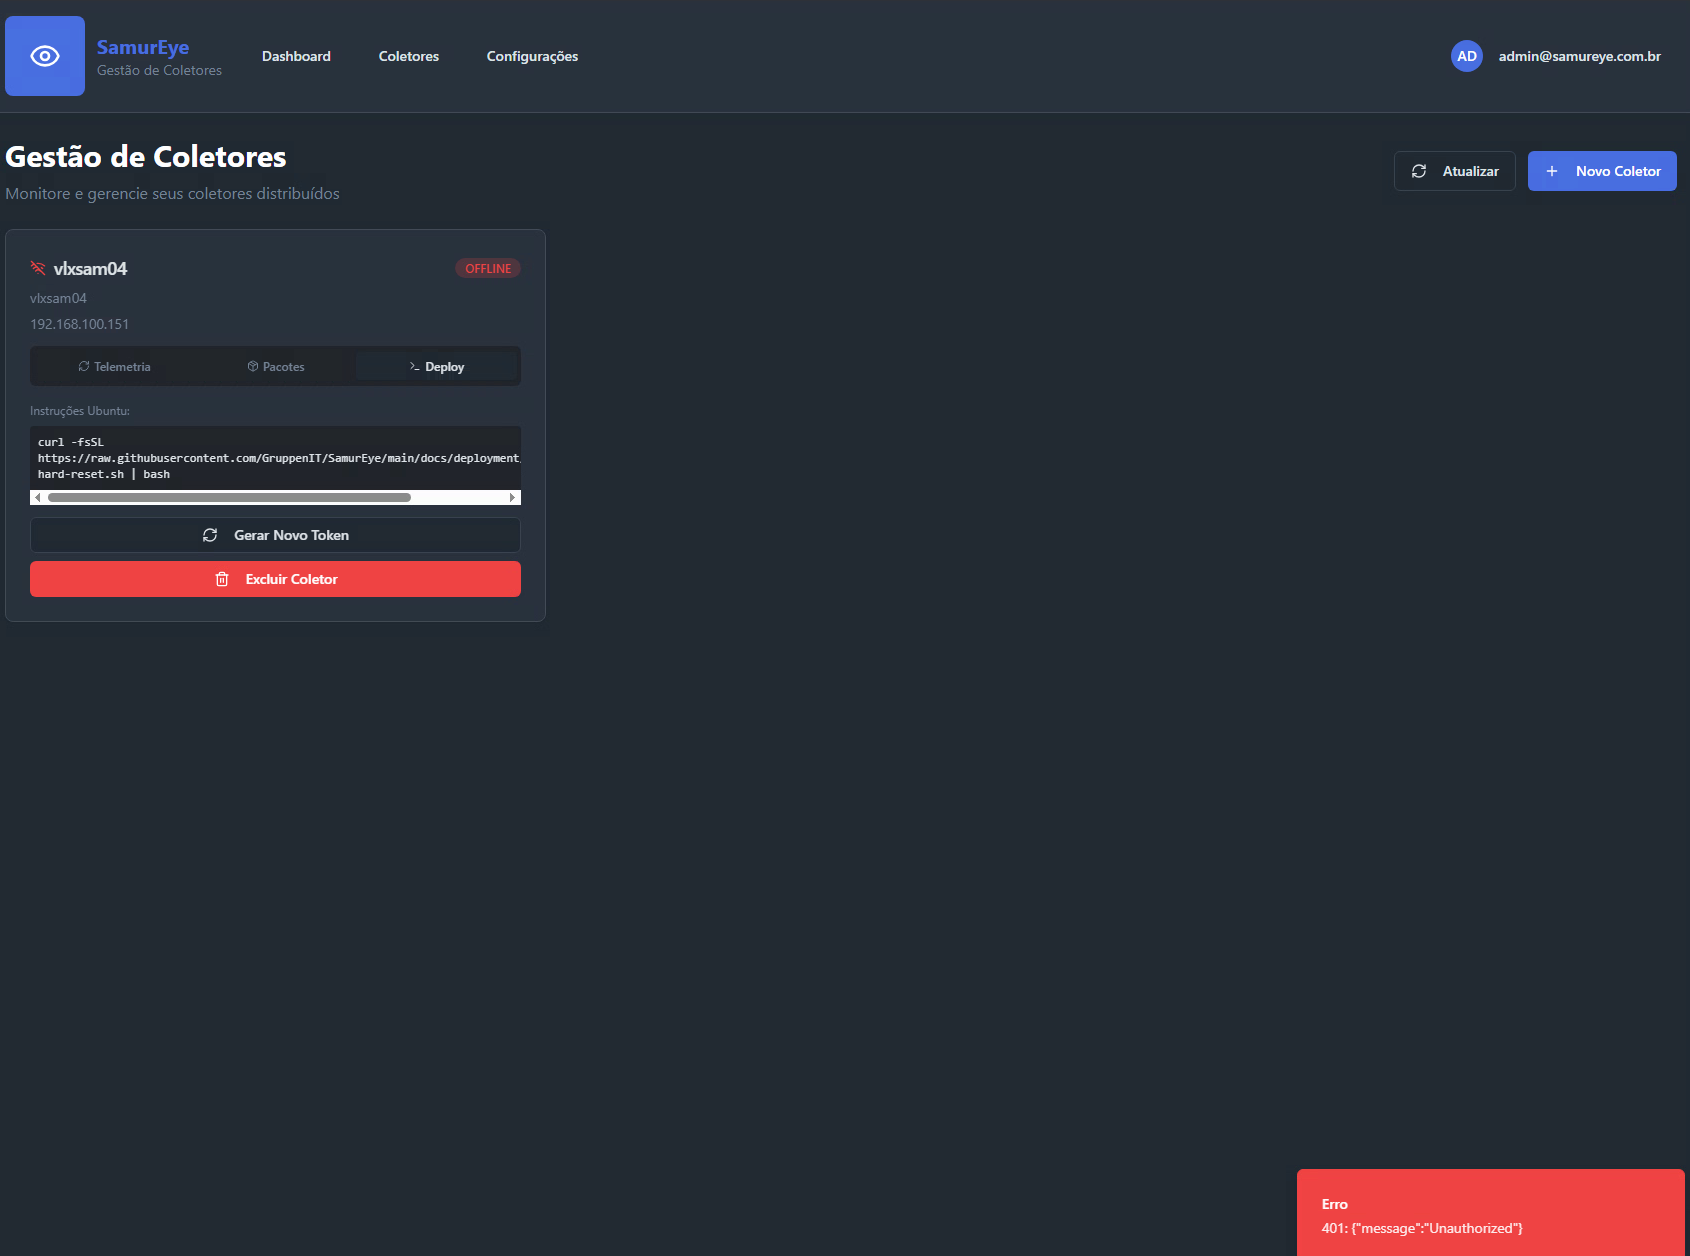 SamurEye
Gestão de Coletores
Dashboard
Coletores
Configurações
AD
admin@samureye.com.br
Gestão de Coletores
Monitore e gerencie seus coletores distribuídos
Atualizar
Novo Coletor
vlxsam04
OFFLINE
vlxsam04
192.168.100.151
Telemetria
Pacotes
Deploy
Instruções Ubuntu:
curl -fsSL
https://raw.githubusercontent.com/GruppenIT/SamurEye/main/docs/deployment/
hard-reset.sh | bash
Gerar Novo Token
Excluir Coletor
Erro
401: {"message":"Unauthorized"}